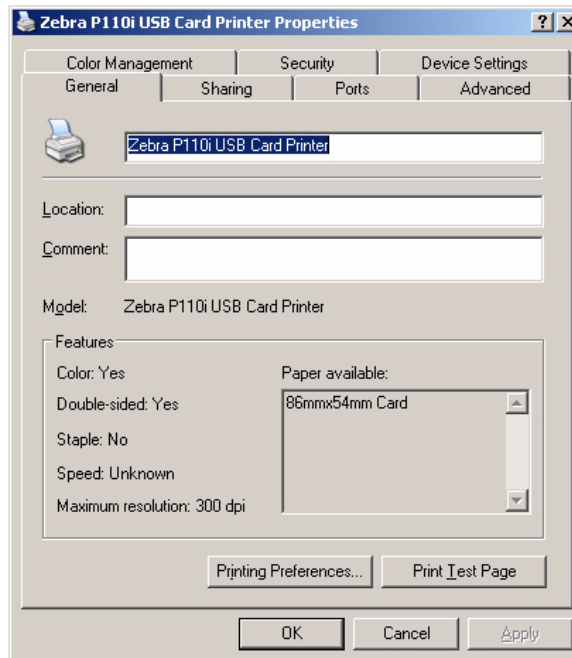 Zebra P110i USB Card Printer Properties
Color Management Security Device Settings
General Sharing Ports Advanced
Zebra P110i USB Card Printer
Location:
Comment:
Model: Zebra P110i USB Card Printer
Features
Color: Yes Paper available:
Double-sided: Yes 86mmx54mm Card
Staple: No
Speed: Unknown
Maximum resolution: 300 dpi
Printing Preferences... Print Test Page
OK Cancel Apply